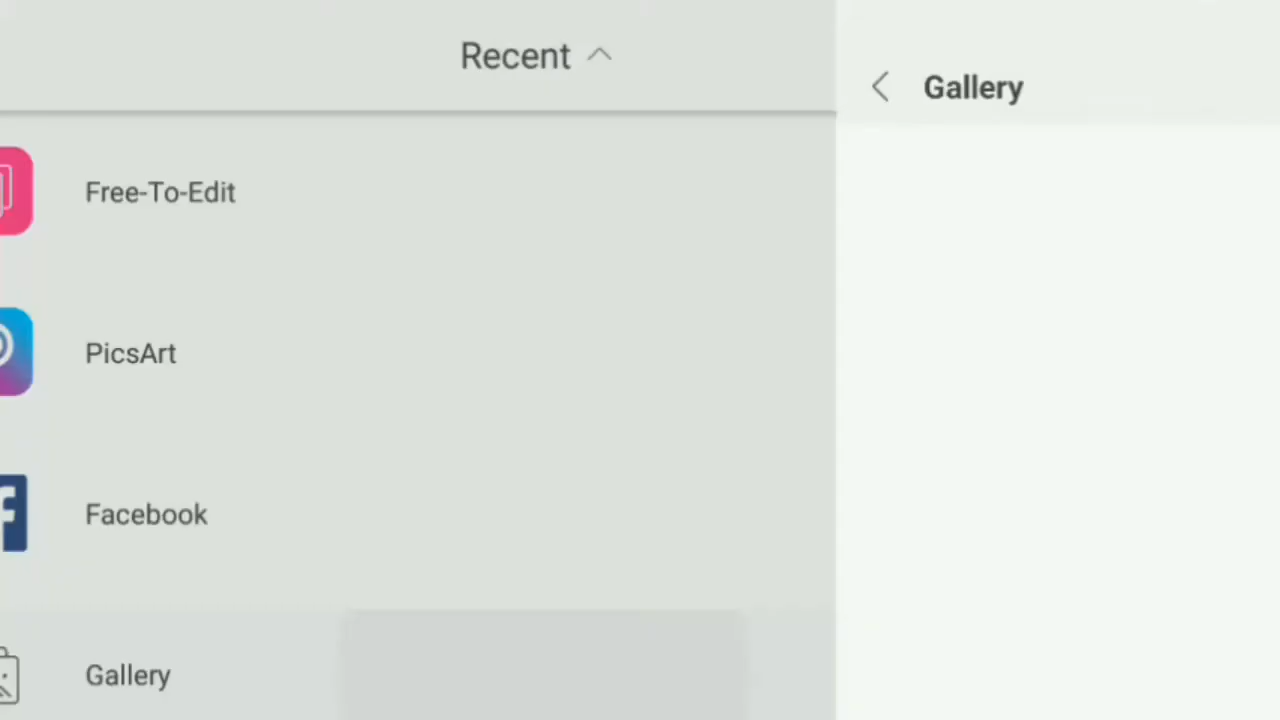 Recent
Gallery
Free-To-Edit
PicsArt
Facebook
Gallery